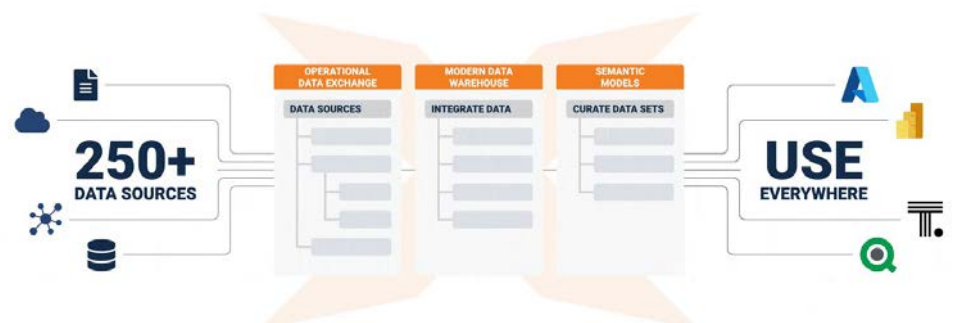 250+
DATA SOURCES
OPERATIONAL
DATA EXCHANGE
DATA SOURCES
MODERN DATA
WAREHOUSE
INTEGRATE DATA
SEMANTIC
MODELS
CURATE DATA SETS
USE
EVERYWHERE
T.